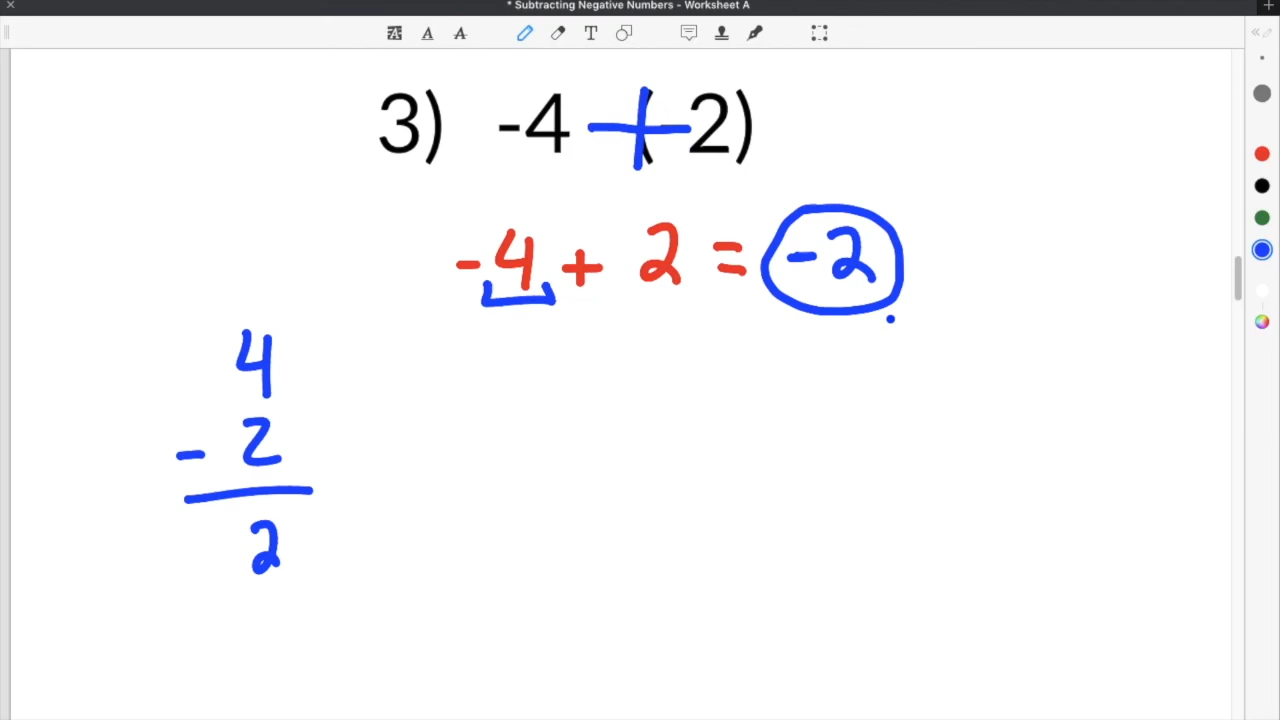 * Subtracting Negative Numbers - Worksheet A
A A A T
3) -4 -(-2)
-4 + 2 = -2
4
- 2
2